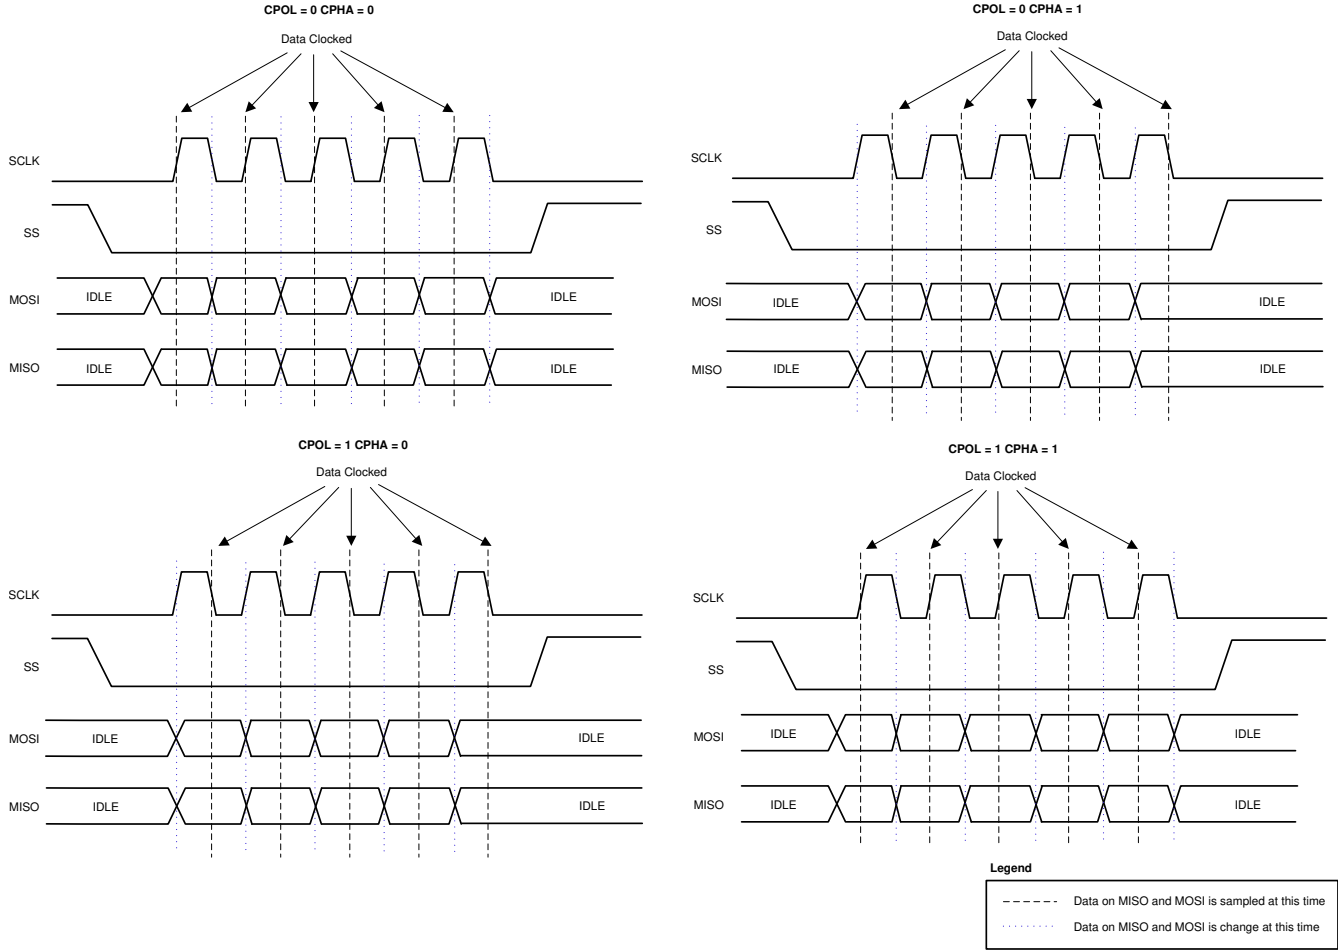 CPOL = 0 CPHA = 0
Data Clocked
SCLK
SS
MOSI
IDLE
IDLE
MISO
IDLE
IDLE
CPOL = 0 CPHA = 1
Data Clocked
SCLK
SS
MOSI
IDLE
IDLE
MISO
IDLE
IDLE
CPOL = 1 CPHA = 0
Data Clocked
SCLK
SS
MOSI
IDLE
IDLE
MISO
IDLE
IDLE
CPOL = 1 CPHA = 1
Data Clocked
SCLK
SS
MOSI
IDLE
IDLE
MISO
IDLE
IDLE
Legend
Data on MISO and MOSI is sampled at this time
Data on MISO and MOSI is change at this time